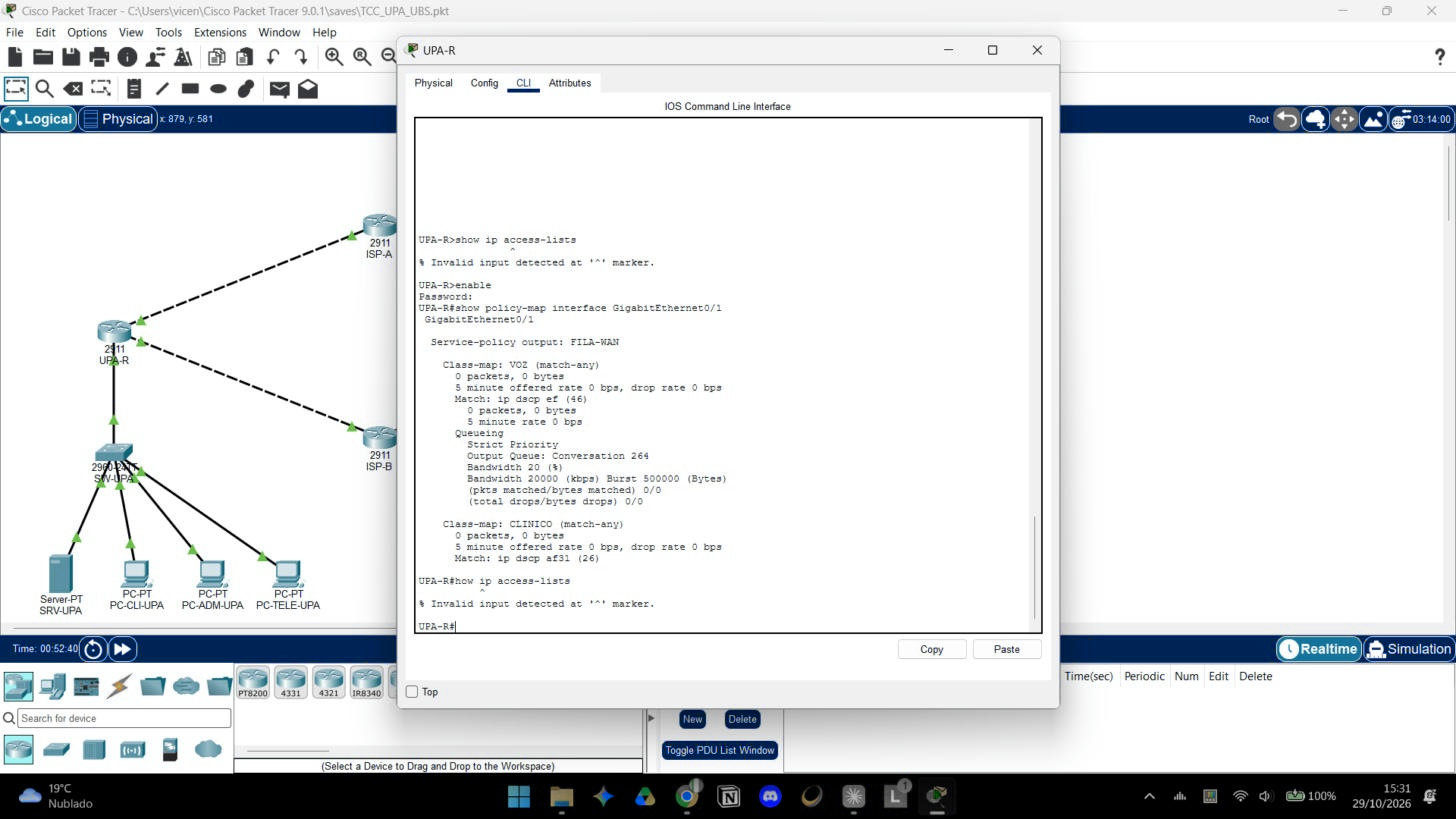 Cisco Packet Tracer - C:\Users\vicen\Cisco Packet Tracer 9.0.1\saves\TCC_UPA_UBS.pkt
File Edit Options View Tools Extensions Window Help
Logical Physical x: 879, y: 581
Root 03:14:00
2911
ISP-A
2911
UPA-R
2911
ISP-B
2960-24TT
SW-UPA
Server-PT
SRV-UPA
PC-PT
PC-CLI-UPA
PC-PT
PC-ADM-UPA
PC-PT
PC-TELE-UPA
UPA-R
Physical Config CLI Attributes
IOS Command Line Interface
UPA-R>show ip access-lists
^
% Invalid input detected at '^' marker.
UPA-R>enable
Password:
UPA-R#show policy-map interface GigabitEthernet0/1
GigabitEthernet0/1
Service-policy output: FILA-WAN
Class-map: VOZ (match-any)
0 packets, 0 bytes
5 minute offered rate 0 bps, drop rate 0 bps
Match: ip dscp ef (46)
0 packets, 0 bytes
5 minute rate 0 bps
Queueing
Strict Priority
Output Queue: Conversation 264
Bandwidth 20 (%)
Bandwidth 20000 (kbps) Burst 500000 (Bytes)
(pkts matched/bytes matched) 0/0
(total drops/bytes drops) 0/0
Class-map: CLINICO (match-any)
0 packets, 0 bytes
5 minute offered rate 0 bps, drop rate 0 bps
Match: ip dscp af31 (26)
UPA-R#how ip access-lists
^
% Invalid input detected at '^' marker.
UPA-R#
Copy Paste
Top
Time: 00:52:40
Realtime Simulation
PT8200 4331 4321 IR8340
Search for device
(Select a Device to Drag and Drop to the Workspace)
New Delete
Toggle PDU List Window
Time(sec) Periodic Num Edit Delete
19°C
Nublado
L 1
100%
15:31
29/10/2026